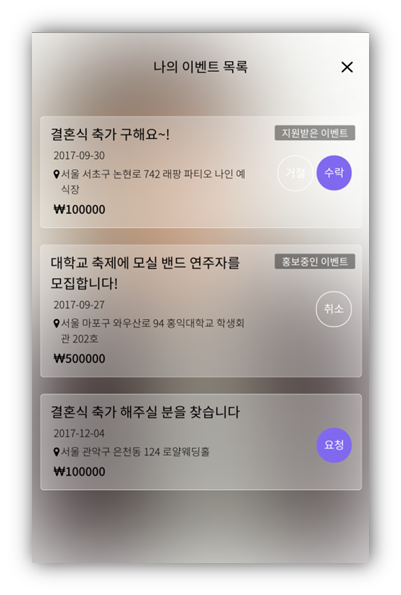 나의 이벤트 목록
결혼식 축가 구해요~!
지원받은 이벤트
2017-09-30
서울 서초구 논현로 742 래팡 파티오 나인 예
식장
₩100000
거절
수락
대학교 축제에 모실 밴드 연주자를
모집합니다!
홍보중인 이벤트
2017-09-27
서울 마포구 와우산로 94 홍익대학교 학생회
관 202호
₩500000
취소
결혼식 축가 해주실 분을 찾습니다
2017-12-04
서울 관악구 은천동 124 로얄웨딩홀
₩100000
요청